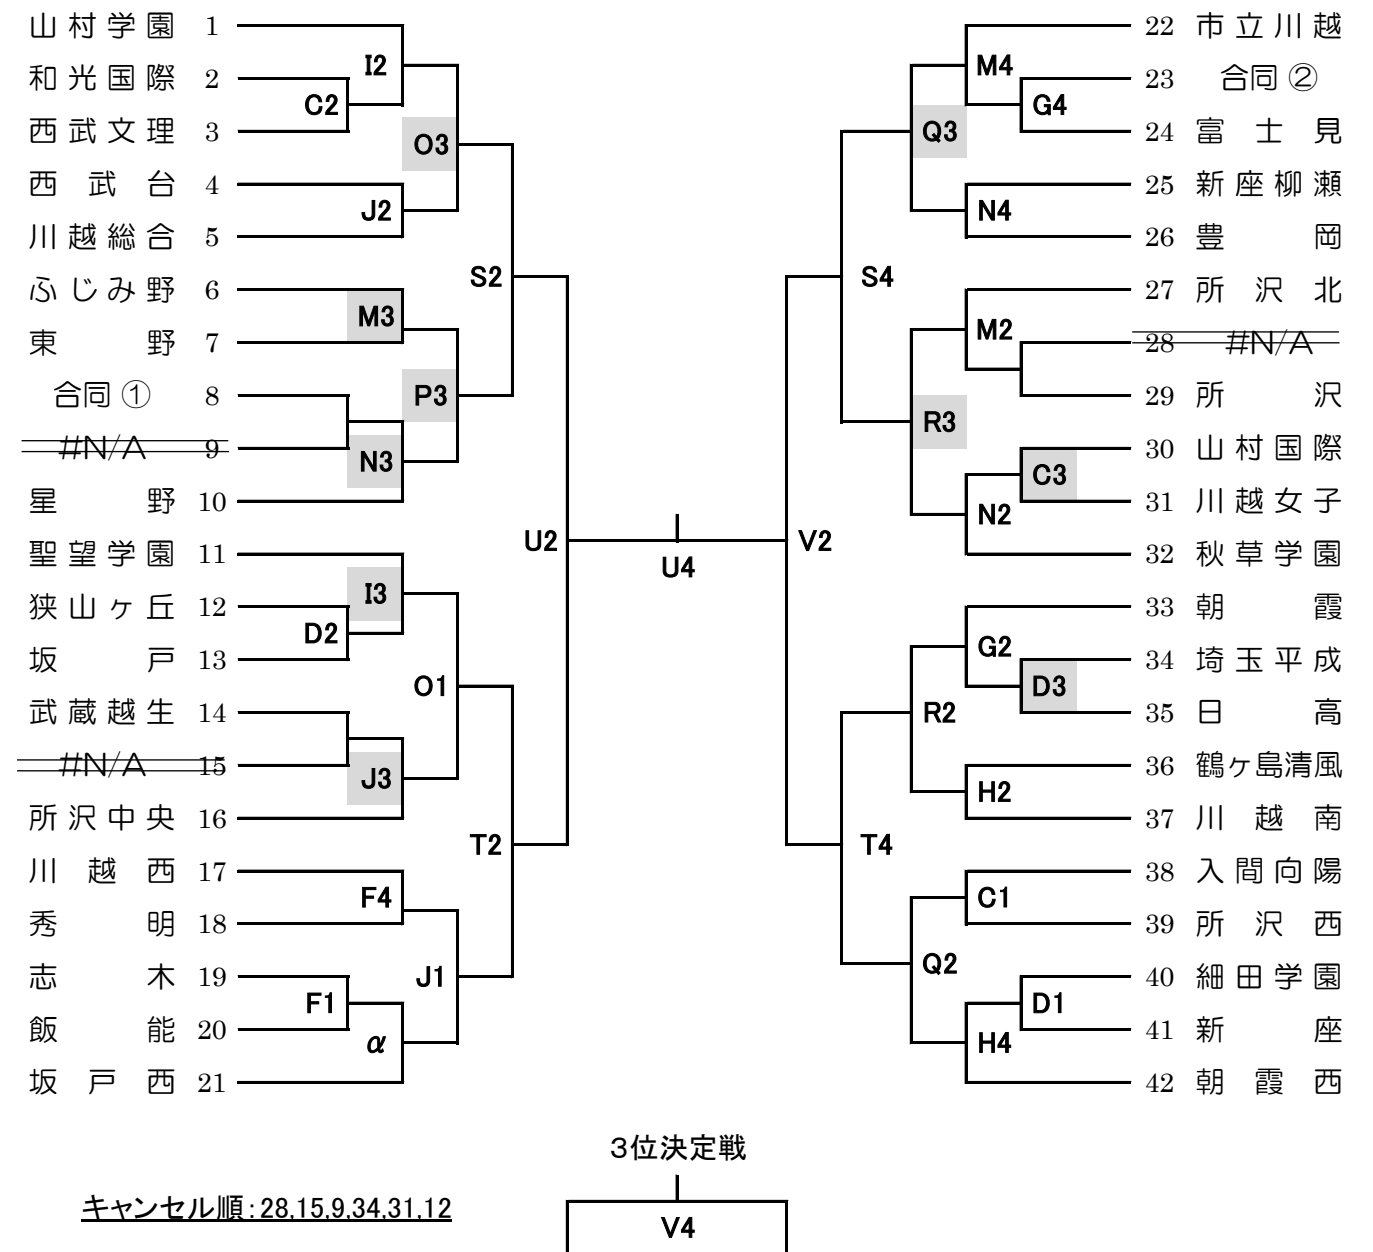 山村学園 1
和光国際 2
西武文理 3
西武台 4
川越総合 5
ふじみ野 6
東野 7
合同① 8
#N/A 9
星野 10
聖望学園 11
狭山ヶ丘 12
坂戸 13
武蔵越生 14
#N/A 15
所沢中央 16
川越西 17
秀明 18
志木 19
飯能 20
坂戸西 21
I2
C2
O3
J2
S2
M3
P3
N3
U2
I3
D2
O1
J3
T2
F4
J1
F1
α
U4
V2
M4
G4
Q3
N4
S4
M2
R3
C3
N2
G2
D3
R2
H2
T4
C1
Q2
D1
H4
22 市立川越
23 合同②
24 富士見
25 新座柳瀬
26 豊岡
27 所沢北
28 #N/A
29 所沢
30 山村国際
31 川越女子
32 秋草学園
33 朝霞
34 埼玉平成
35 日高
36 鶴ヶ島清風
37 川越南
38 入間向陽
39 所沢西
40 細田学園
41 新座
42 朝霞西
3位決定戦
V4
キャンセル順：28,15,9,34,31,12